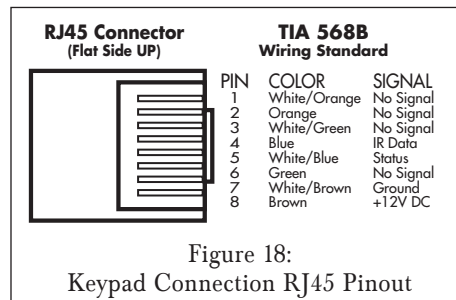 RJ45 Connector
(Flat Side UP)
TIA 568B
Wiring Standard
PIN COLOR SIGNAL
1 White/Orange No Signal
2 Orange No Signal
3 White/Green No Signal
4 Blue IR Data
5 White/Blue Status
6 Green No Signal
7 White/Brown Ground
8 Brown +12V DC
Figure 18:
Keypad Connection RJ45 Pinout